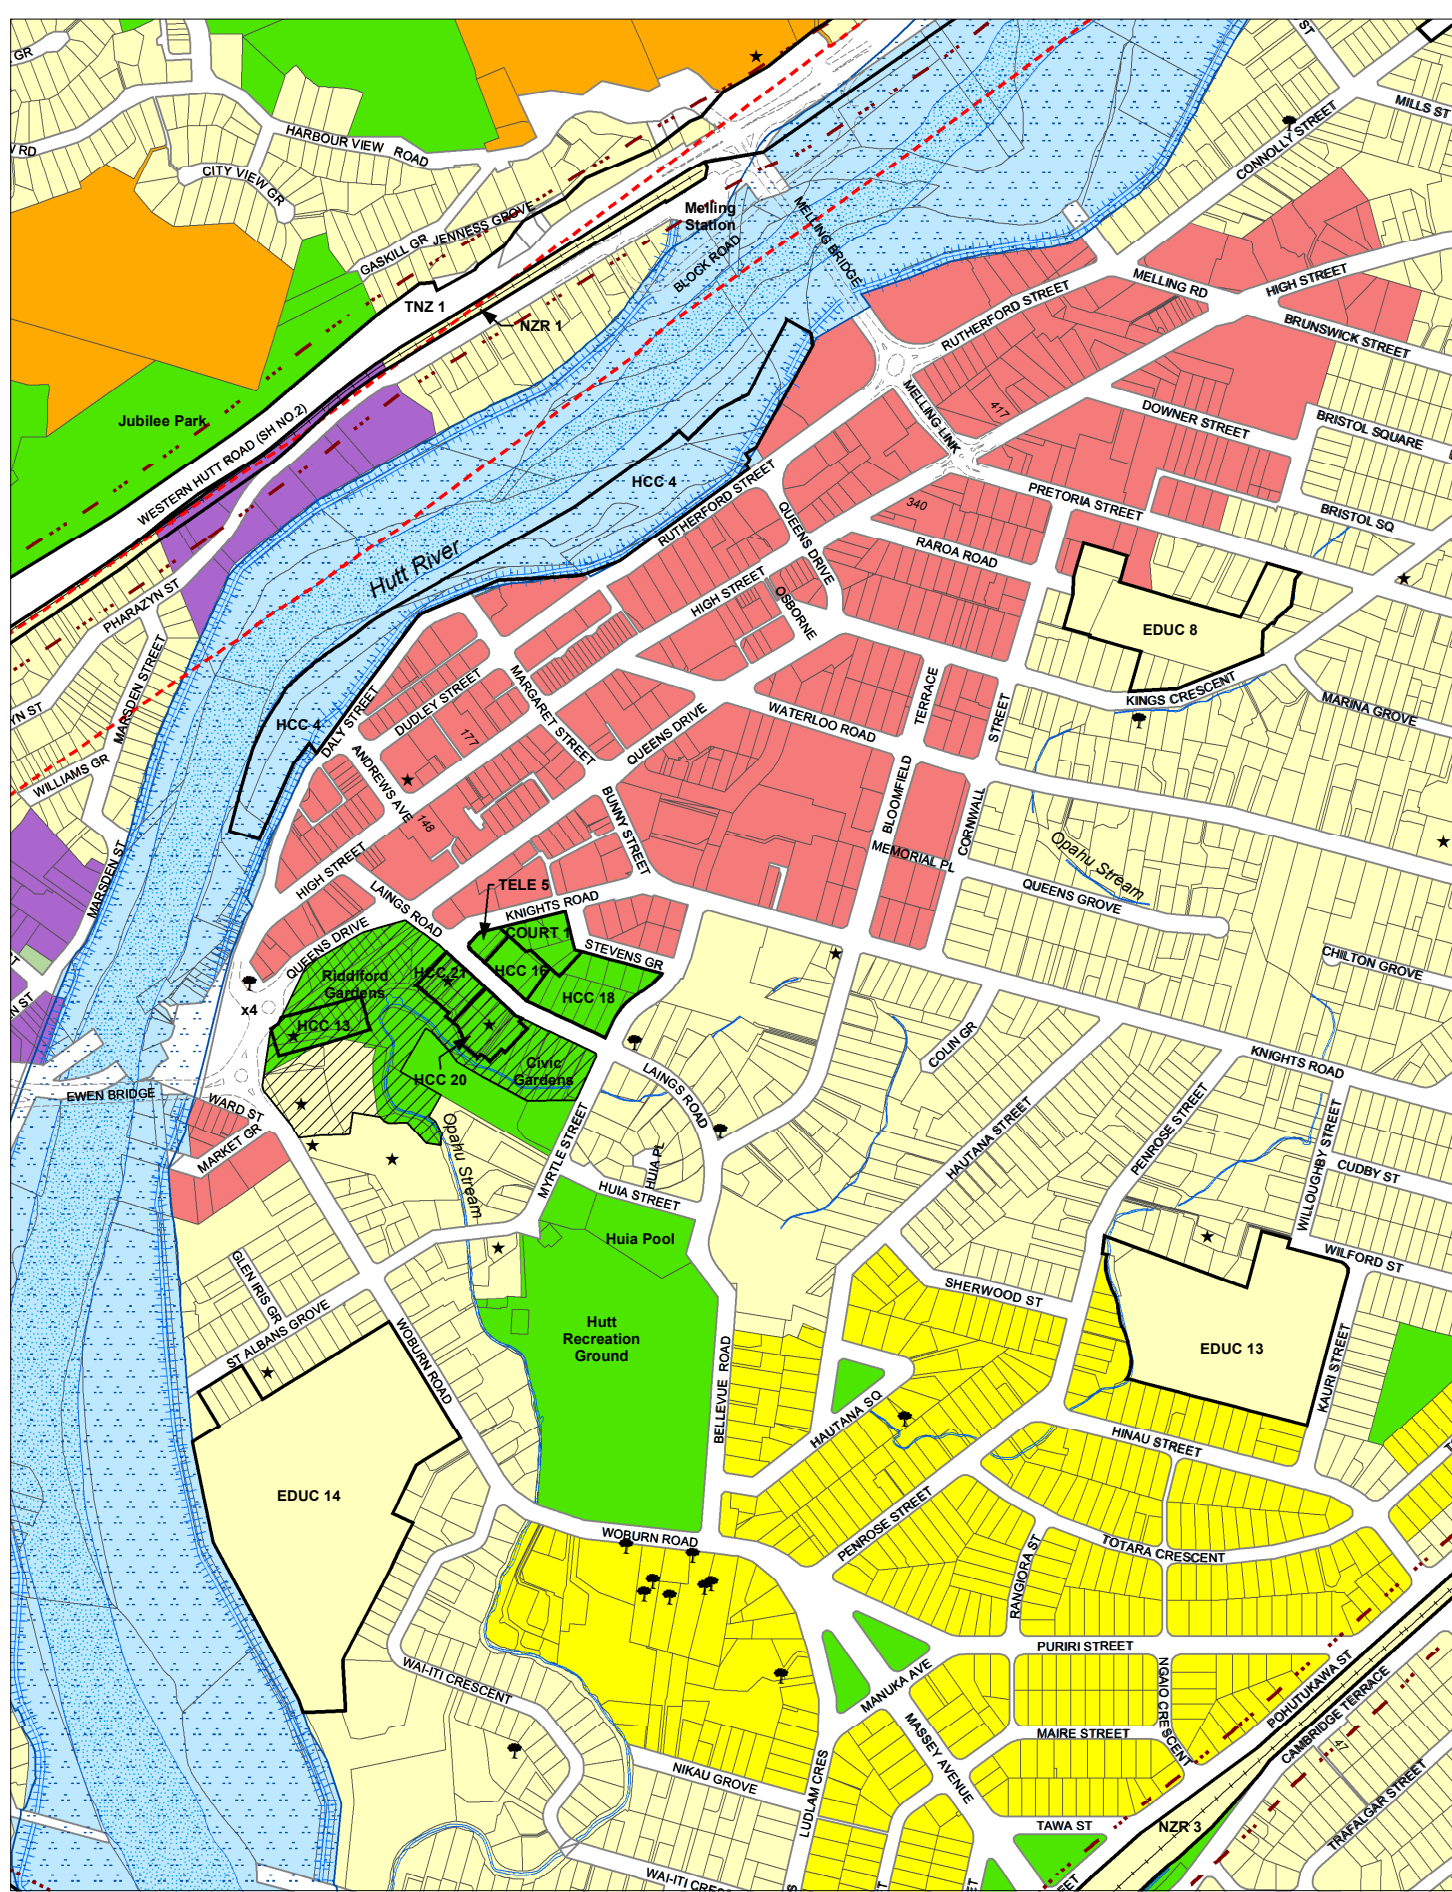 GR
ST
MILLS ST
HARBOUR VIEW ROAD
CONNOLLY STREET
RD
CITY VIEW GR
JENNESS GROVE
Melling
Station
MELLING BRIDGE
GASKILL GR
BLOCK ROAD
MELLING RD
HIGH STREET
TNZ 1
NZR 1
RUTHERFORD STREET
BRUNSWICK STREET
MELLING LINK
417
DOWNER STREET
BRISTOL SQUARE
Jubilee Park
WESTERN HUTT ROAD (SH NO.2)
HCC 4
RUTHERFORD STREET
340
PRETORIA STREET
BRISTOL SQ
QUEENS DRIVE
RAROA ROAD
Hutt River
HIGH STREET
OSBORNE
PHARAZYN ST
EDUC 8
MARSDEN STREET
MARGARET STREET
DUDLEY STREET
KINGS CRESCENT
MARINA GROVE
YN ST
HCC 4
DALY STREET
177
QUEENS DRIVE
WATERLOO ROAD
TERRACE
STREET
WILLIAMS GR
ANDREWS AVE
BLOOMFIELD
148
BUNNY STREET
CORNWALL
MEMORIAL PL
Opahu Stream
MARSDEN ST
HIGH STREET
LAINGS ROAD
TELE 5
KNIGHTS ROAD
QUEENS GROVE
QUEENS DRIVE
COURT 1
STEVENS GR
CHILTON GROVE
Riddiford
Gardens
HCC 21
HCC 16
HCC 18
x4
N ST
HCC 13
COLIN GR
KNIGHTS ROAD
Civic
Gardens
HCC 20
LAINGS ROAD
EWEN BRIDGE
WARD ST
MARKET GR
Opahu Stream
MYRTLE STREET
HUIA PL
HAUTANA STREET
PENROSE STREET
WILLOUGHBY STREET
CUDBY ST
HUIA STREET
Huia Pool
WILFORD ST
GLEN IRIS GR
SHERWOOD ST
ST ALBANS GROVE
WOBURN ROAD
Hutt
Recreation
Ground
EDUC 13
BELLEVUE ROAD
KAURI STREET
HAUTANA SQ
HINAU STREET
EDUC 14
WOBURN ROAD
PENROSE STREET
TOTARA CRESCENT
RANGIORA ST
PURIRI STREET
WAI-ITI CRESCENT
MANUKA AVE
NGAIO CRESCENT
POHUTUKAWA ST
CAMBRIDGE TERRACE
MAIRE STREET
MASSEY AVENUE
47
NIKAU GROVE
LUDLAM CRES
TAWA ST
NZR 3
TRAFALGAR STREET
WAI-ITI CRES